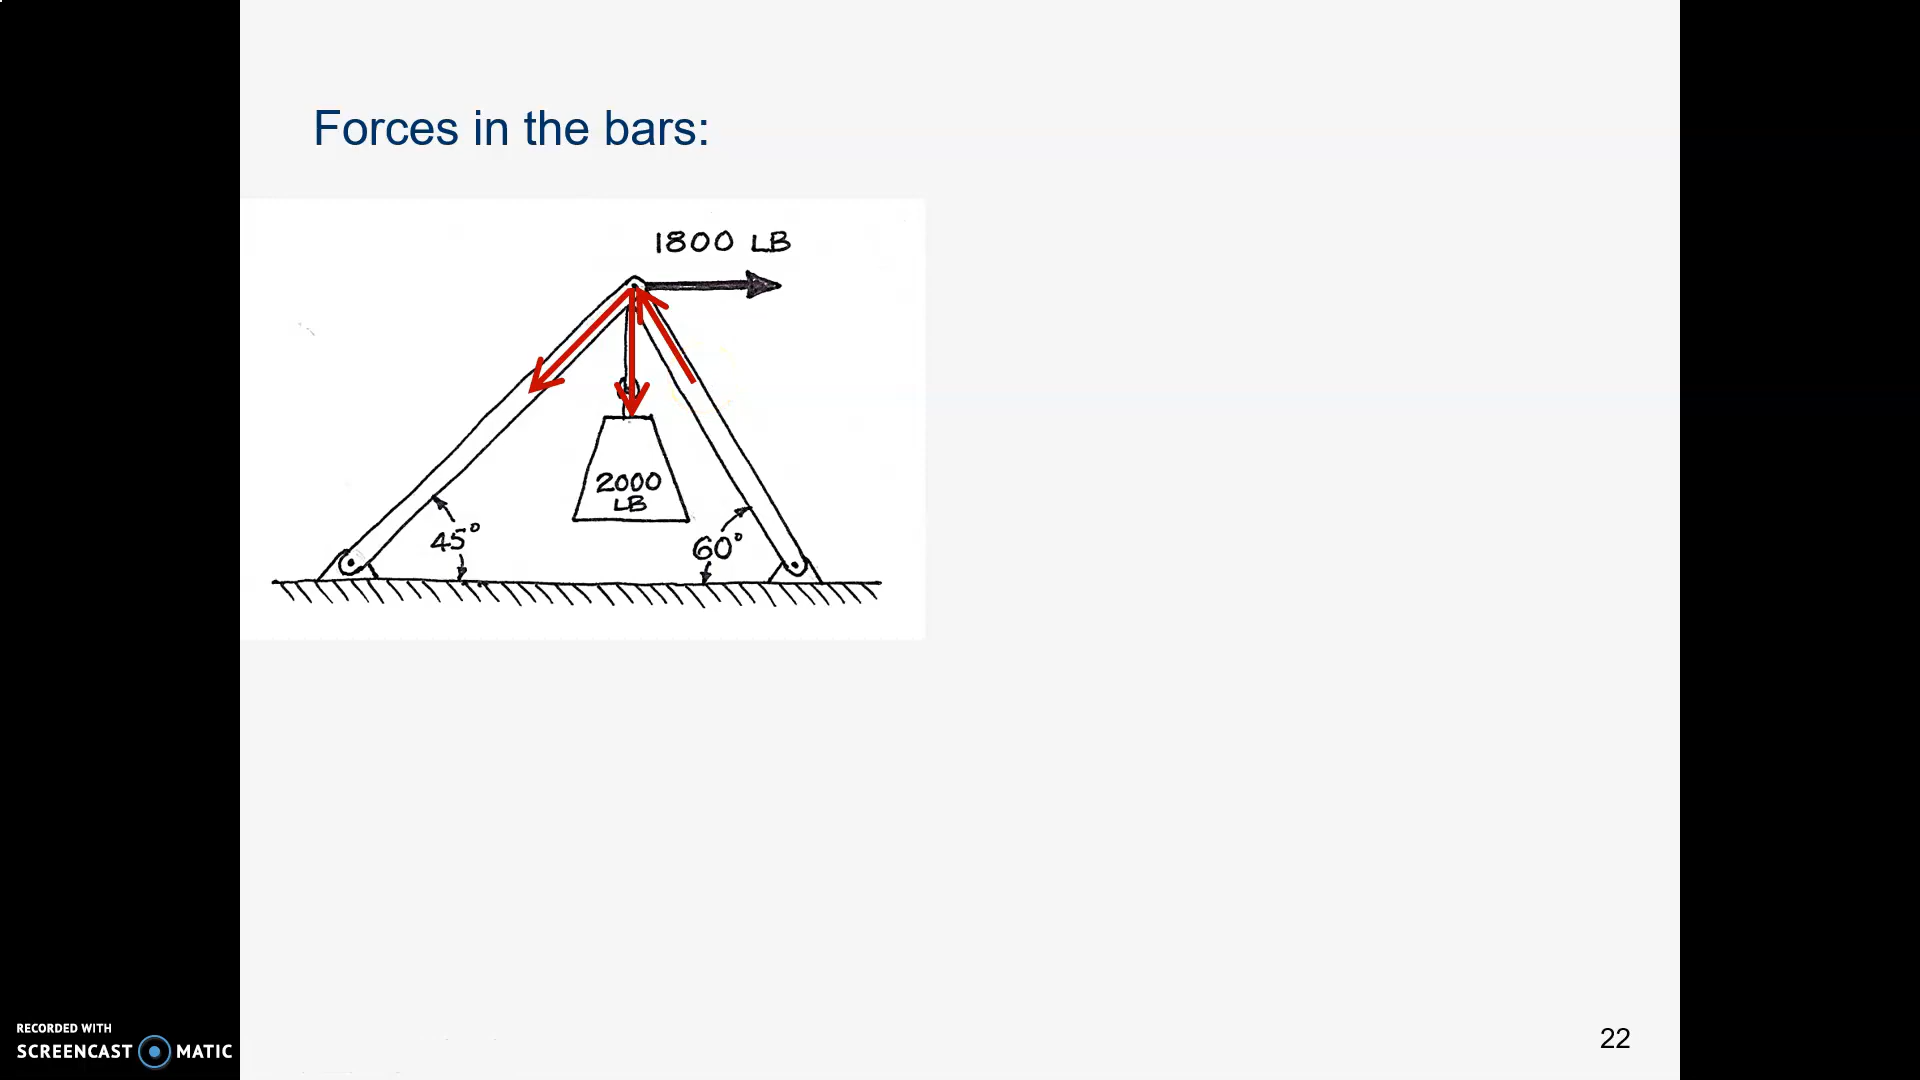 Forces in the bars:
1800 LB
2000
LB
45°
60°
22
RECORDED WITH
SCREENCAST MATIC